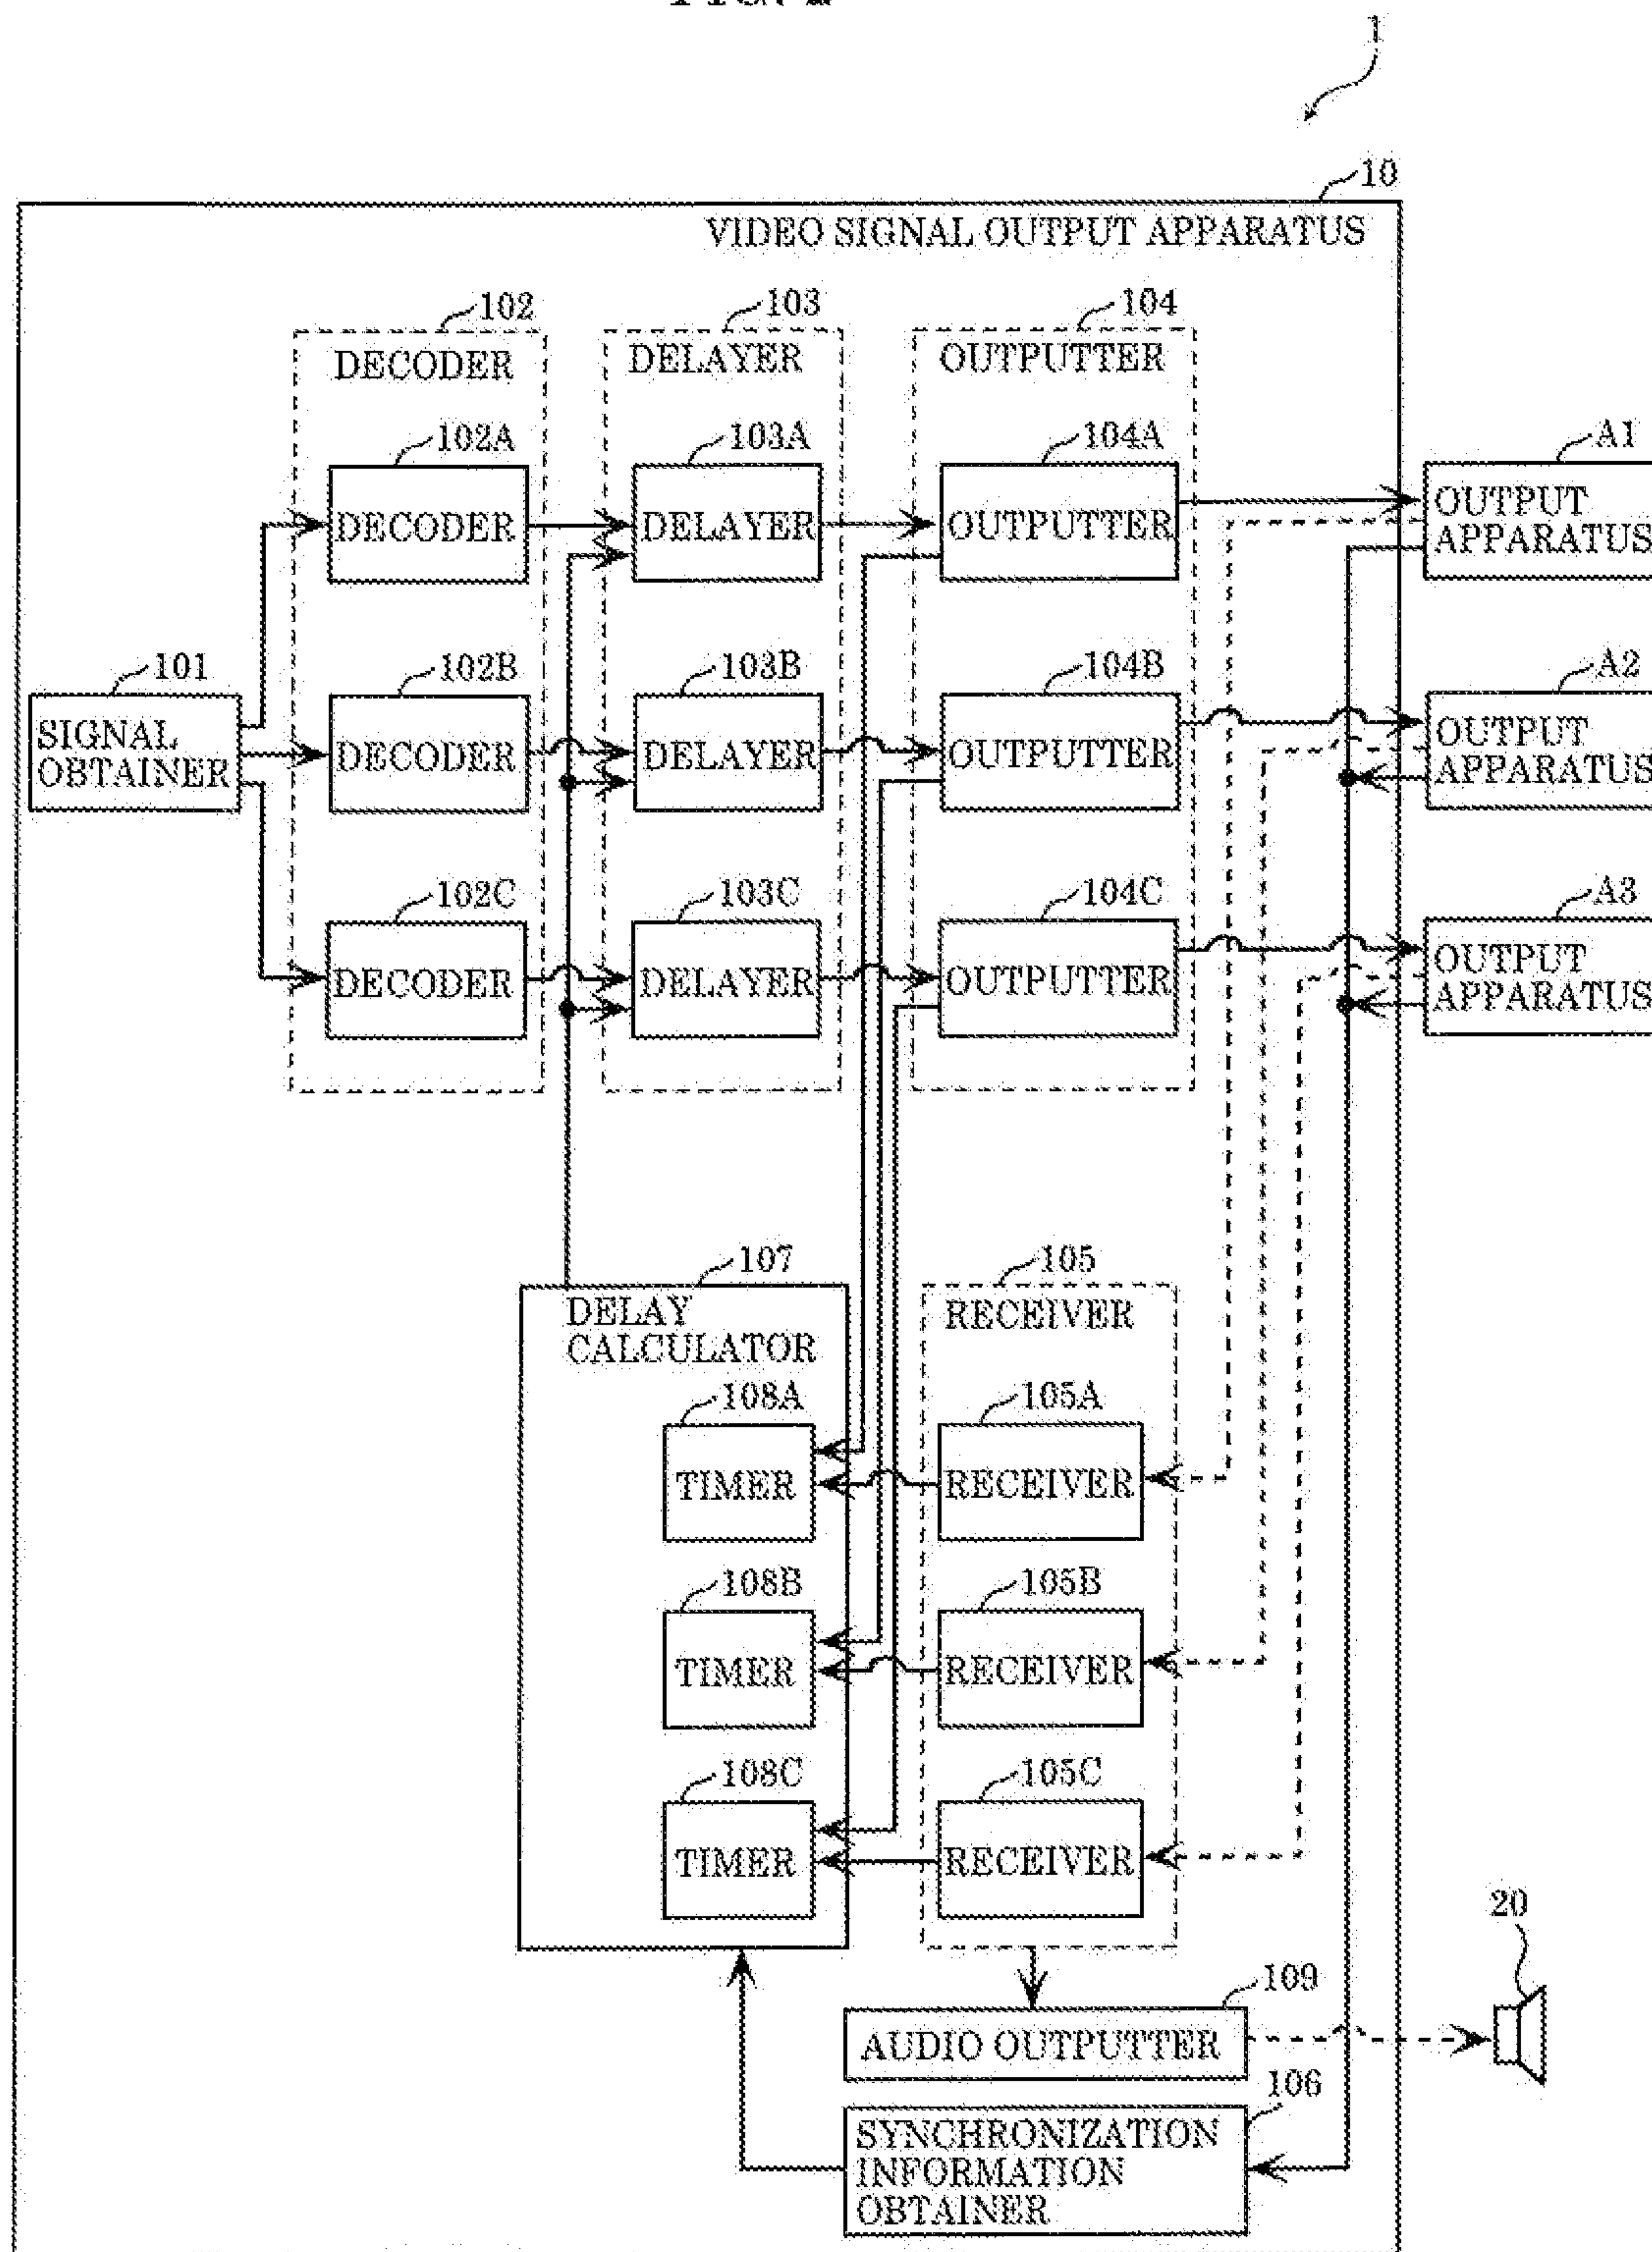 1
10
VIDEO SIGNAL OUTPUT APPARATUS
102
103
104
DECODER
DELAYER
OUTPUTTER
102A
103A
104A
A1
DECODER
DELAYER
OUTPUTTER
OUTPUT
APPARATUS
101
102B
103B
104B
A2
SIGNAL
OBTAINER
DECODER
DELAYER
OUTPUTTER
OUTPUT
APPARATUS
102C
103C
104C
A3
DECODER
DELAYER
OUTPUTTER
OUTPUT
APPARATUS
107
105
DELAY
CALCULATOR
RECEIVER
108A
105A
TIMER
RECEIVER
108B
105B
TIMER
RECEIVER
108C
105C
TIMER
RECEIVER
20
109
AUDIO OUTPUTTER
106
SYNCHRONIZATION
INFORMATION
OBTAINER